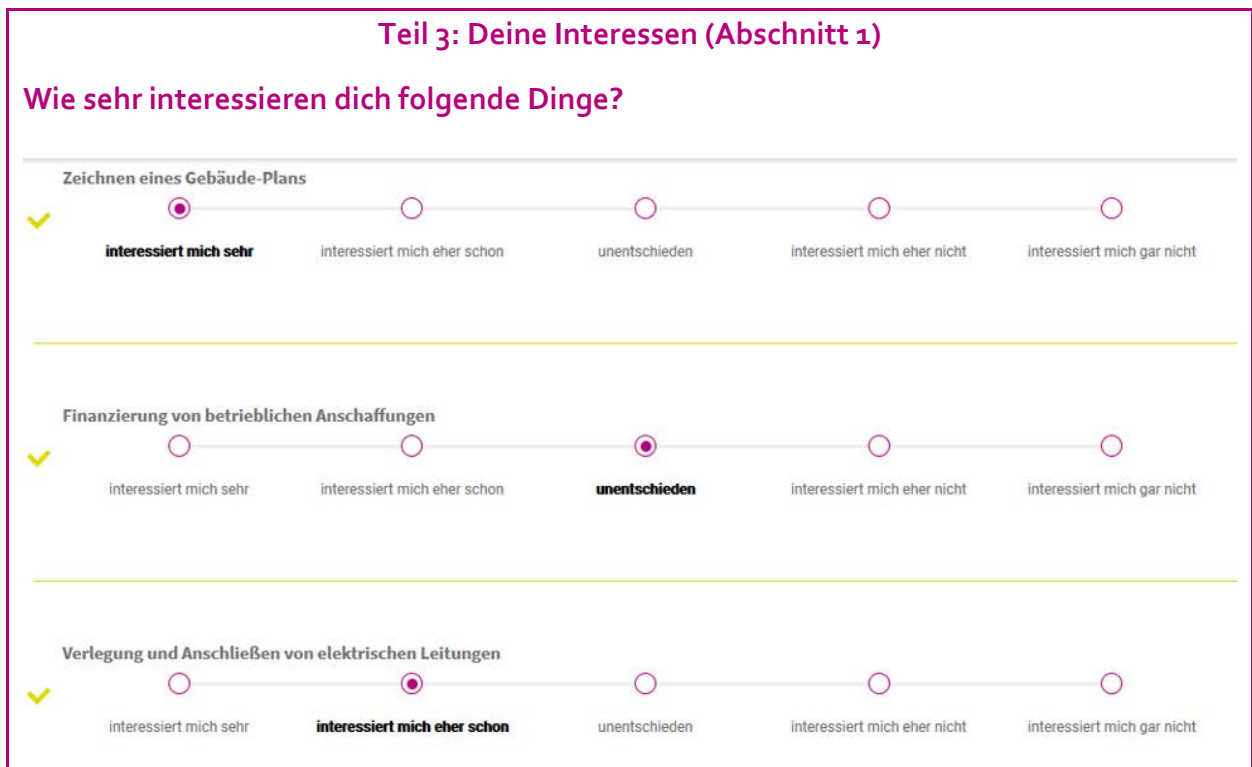 Teil 3: Deine Interessen (Abschnitt 1)
Wie sehr interessieren dich folgende Dinge?
Zeichnen eines Gebäude-Plans
interessiert mich sehr interessiert mich eher schon unentschieden interessiert mich eher nicht interessiert mich gar nicht
Finanzierung von betrieblichen Anschaffungen
interessiert mich sehr interessiert mich eher schon unentschieden interessiert mich eher nicht interessiert mich gar nicht
Verlegung und Anschließen von elektrischen Leitungen
interessiert mich sehr interessiert mich eher schon unentschieden interessiert mich eher nicht interessiert mich gar nicht